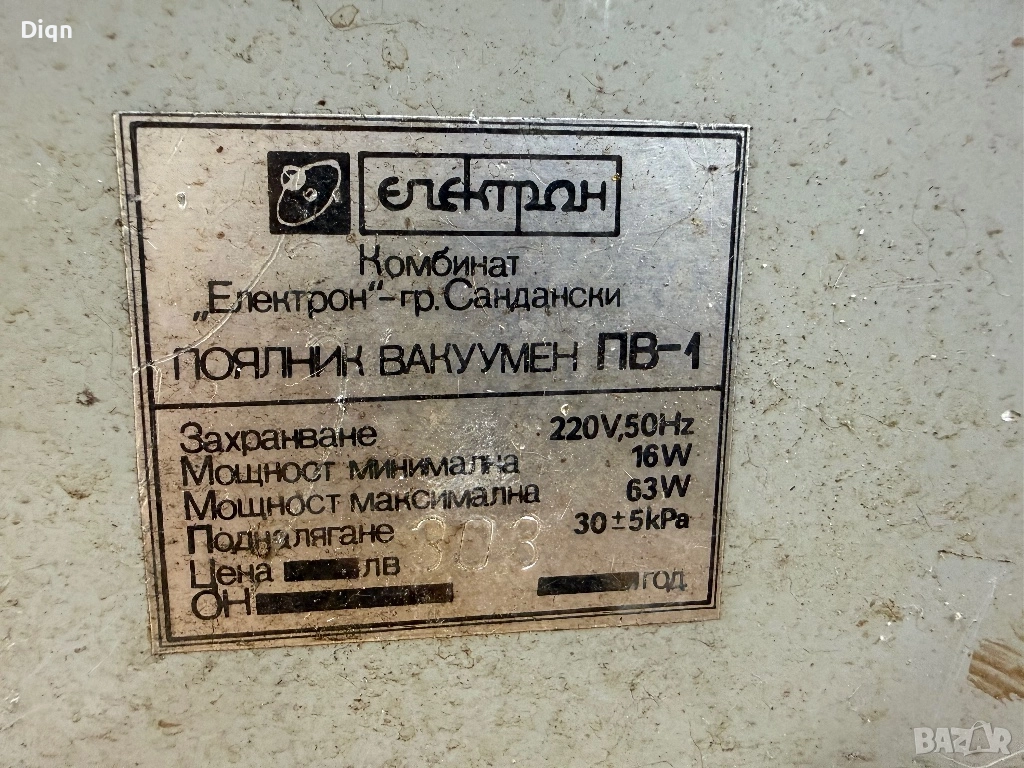 Diqn
ЕЛЕКТРОН
Комбинат
„Електрон“-гр. Сандански
ПОЯЛНИК ВАКУУМЕН ПВ-1
Захранване 220V,50Hz
Мощност минимална 16W
Мощност максимална 63W
Подналягане 30±5kPa
303
Цена лв
ОН год
BAZAR